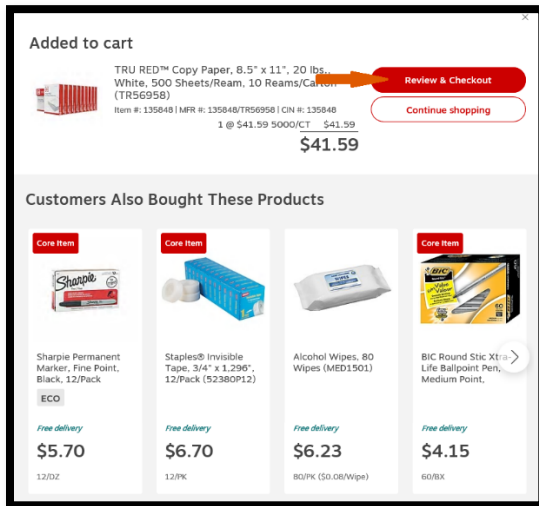 ×
Added to cart
TRU RED™ Copy Paper, 8.5" x 11", 20 lbs.,
White, 500 Sheets/Ream, 10 Reams/Carton
(TR56958)
Item #: 135848 | MFR #: 135848/TR56958 | CIN #: 135848
1 @ $41.59 5000/CT $41.59
$41.59
Review & Checkout
Continue shopping
Customers Also Bought These Products
Core Item
Sharpie
Sharpie Permanent
Marker, Fine Point,
Black, 12/Pack
ECO
Free delivery
$5.70
12/DZ
Core Item
Staples® Invisible
Tape, 3/4" x 1,296",
12/Pack (52380P12)
Free delivery
$6.70
12/PK
Alcohol Wipes, 80
Wipes (MED1501)
Free delivery
$6.23
80/PK ($0.08/Wipe)
Core Item
BIC
Value
60
BIC Round Stic Xtra-
Life Ballpoint Pen,
Medium Point,
Free delivery
$4.15
60/BX